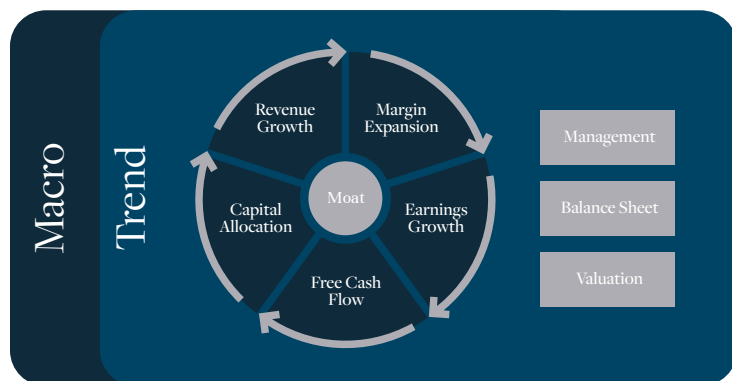 Macro
Trend
Revenue
Growth
Margin
Expansion
Capital
Allocation
Moat
Earnings
Growth
Free Cash
Flow
Management
Balance Sheet
Valuation